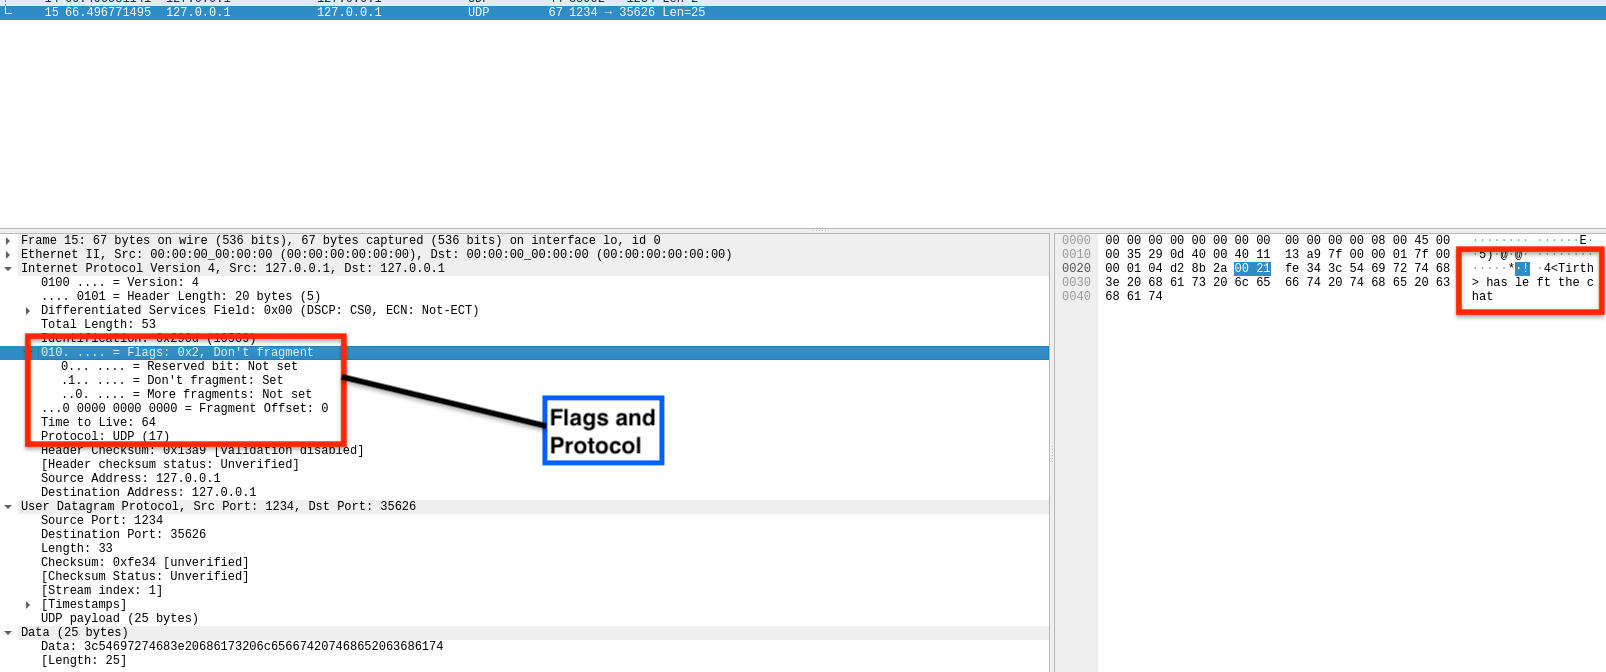 15 66.496771495 127.0.0.1 127.0.0.1 UDP 67 1234 → 35626 Len=25
Frame 15: 67 bytes on wire (536 bits), 67 bytes captured (536 bits) on interface lo, id 0
Ethernet II, Src: 00:00:00_00:00:00 (00:00:00:00:00:00), Dst: 00:00:00_00:00:00 (00:00:00:00:00:00)
Internet Protocol Version 4, Src: 127.0.0.1, Dst: 127.0.0.1
0100 .... = Version: 4
.... 0101 = Header Length: 20 bytes (5)
Differentiated Services Field: 0x00 (DSCP: CS0, ECN: Not-ECT)
Total Length: 53
Identification: 0x290d (10509)
010. .... = Flags: 0x2, Don't fragment
0... .... = Reserved bit: Not set
.1.. .... = Don't fragment: Set
..0. .... = More fragments: Not set
...0 0000 0000 0000 = Fragment Offset: 0
Time to Live: 64
Protocol: UDP (17)
Header Checksum: 0x13a9 [validation disabled]
[Header checksum status: Unverified]
Source Address: 127.0.0.1
Destination Address: 127.0.0.1
User Datagram Protocol, Src Port: 1234, Dst Port: 35626
Source Port: 1234
Destination Port: 35626
Length: 33
Checksum: 0xfe34 [unverified]
[Checksum Status: Unverified]
[Stream index: 1]
[Timestamps]
UDP payload (25 bytes)
Data (25 bytes)
Data: 3c54697274683e20686173206c656674207468652063686174
[Length: 25]
Flags and
Protocol
0000 00 00 00 00 00 00 00 00 00 00 00 00 08 00 45 00 ········ ······E·
0010 00 35 29 0d 40 00 40 11 13 a9 7f 00 00 01 7f 00 ·5)·@·@· ········
0020 00 01 04 d2 8b 2a 00 21 fe 34 3c 54 69 72 74 68 ·····*·! ·4<Tirth
0030 3e 20 68 61 73 20 6c 65 66 74 20 74 68 65 20 63 > has le ft the c
0040 68 61 74 hat